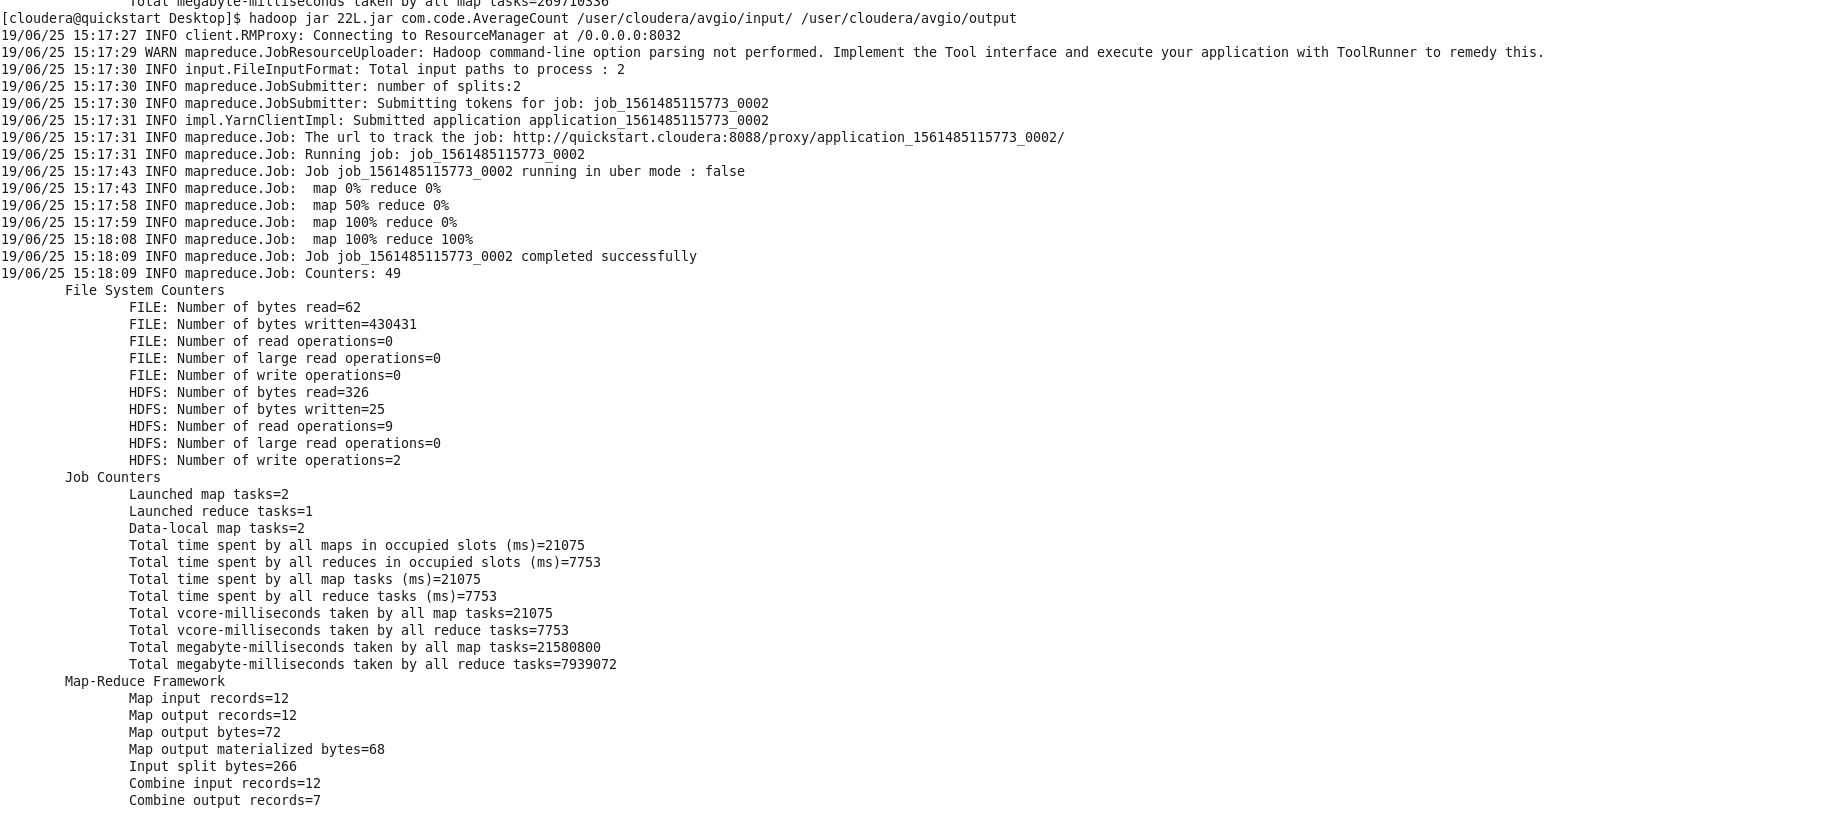 Total megabyte-milliseconds taken by all map tasks=269710336
[cloudera@quickstart Desktop]$ hadoop jar 22L.jar com.code.AverageCount /user/cloudera/avgio/input/ /user/cloudera/avgio/output
19/06/25 15:17:27 INFO client.RMProxy: Connecting to ResourceManager at /0.0.0.0:8032
19/06/25 15:17:29 WARN mapreduce.JobResourceUploader: Hadoop command-line option parsing not performed. Implement the Tool interface and execute your application with ToolRunner to remedy this.
19/06/25 15:17:30 INFO input.FileInputFormat: Total input paths to process : 2
19/06/25 15:17:30 INFO mapreduce.JobSubmitter: number of splits:2
19/06/25 15:17:30 INFO mapreduce.JobSubmitter: Submitting tokens for job: job_1561485115773_0002
19/06/25 15:17:31 INFO impl.YarnClientImpl: Submitted application application_1561485115773_0002
19/06/25 15:17:31 INFO mapreduce.Job: The url to track the job: http://quickstart.cloudera:8088/proxy/application_1561485115773_0002/
19/06/25 15:17:31 INFO mapreduce.Job: Running job: job_1561485115773_0002
19/06/25 15:17:43 INFO mapreduce.Job: Job job_1561485115773_0002 running in uber mode : false
19/06/25 15:17:43 INFO mapreduce.Job:  map 0% reduce 0%
19/06/25 15:17:58 INFO mapreduce.Job:  map 50% reduce 0%
19/06/25 15:17:59 INFO mapreduce.Job:  map 100% reduce 0%
19/06/25 15:18:08 INFO mapreduce.Job:  map 100% reduce 100%
19/06/25 15:18:09 INFO mapreduce.Job: Job job_1561485115773_0002 completed successfully
19/06/25 15:18:09 INFO mapreduce.Job: Counters: 49
File System Counters
FILE: Number of bytes read=62
FILE: Number of bytes written=430431
FILE: Number of read operations=0
FILE: Number of large read operations=0
FILE: Number of write operations=0
HDFS: Number of bytes read=326
HDFS: Number of bytes written=25
HDFS: Number of read operations=9
HDFS: Number of large read operations=0
HDFS: Number of write operations=2
Job Counters
Launched map tasks=2
Launched reduce tasks=1
Data-local map tasks=2
Total time spent by all maps in occupied slots (ms)=21075
Total time spent by all reduces in occupied slots (ms)=7753
Total time spent by all map tasks (ms)=21075
Total time spent by all reduce tasks (ms)=7753
Total vcore-milliseconds taken by all map tasks=21075
Total vcore-milliseconds taken by all reduce tasks=7753
Total megabyte-milliseconds taken by all map tasks=21580800
Total megabyte-milliseconds taken by all reduce tasks=7939072
Map-Reduce Framework
Map input records=12
Map output records=12
Map output bytes=72
Map output materialized bytes=68
Input split bytes=266
Combine input records=12
Combine output records=7